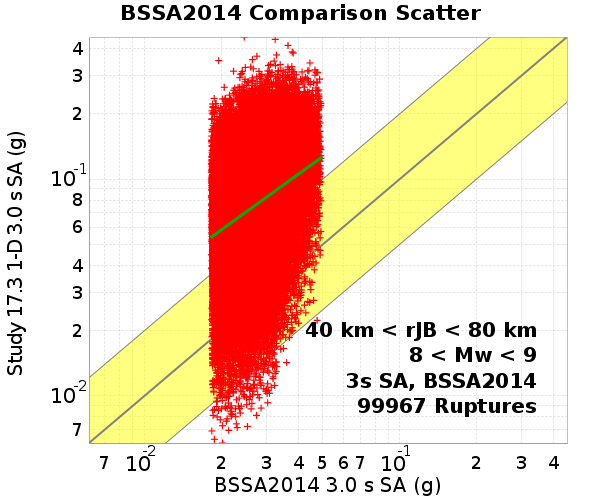 BSSA2014 Comparison Scatter
Study 17.3 1-D 3.0 s SA (g)
4
3
2
10-1
8
6
4
3
2
10-2
7
40 km < rJB < 80 km
8 < Mw < 9
3s SA, BSSA2014
99967 Ruptures
7 10-2 2 3 4 5 6 7 10-1 2 3 4
BSSA2014 3.0 s SA (g)